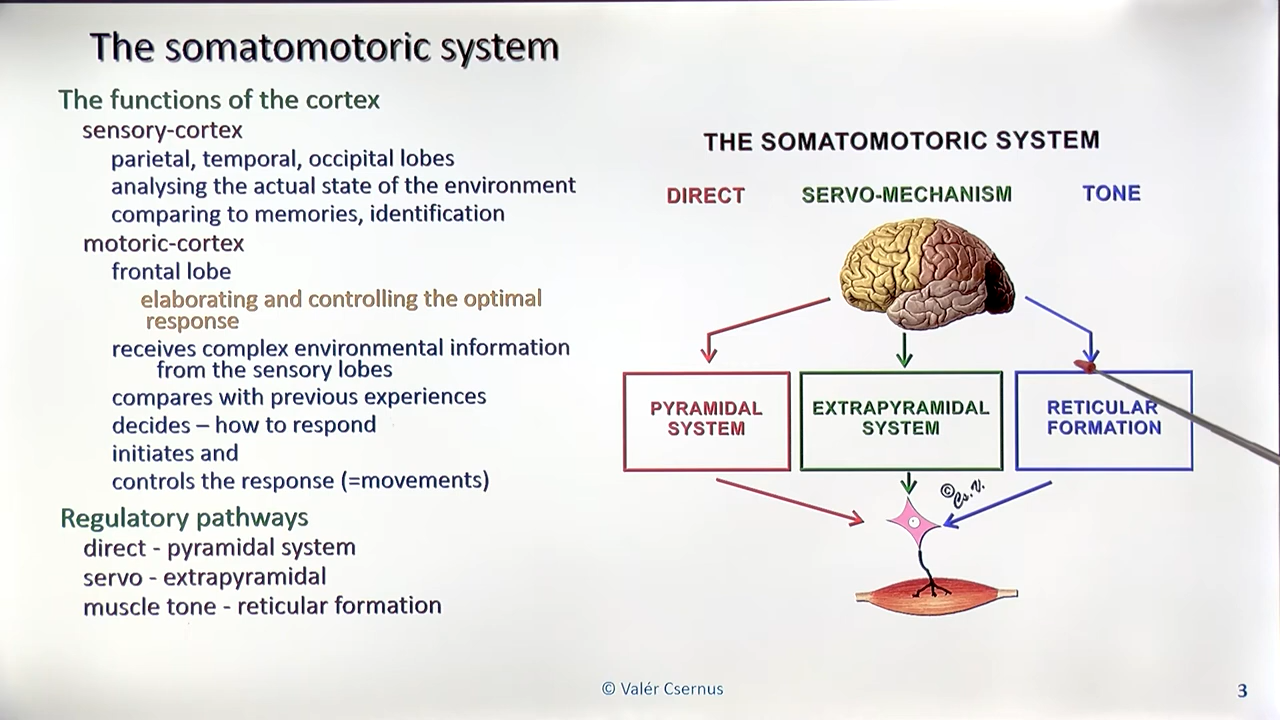 The somatomotoric system
The functions of the cortex
sensory-cortex
parietal, temporal, occipital lobes
analysing the actual state of the environment
comparing to memories, identification
motoric-cortex
frontal lobe
elaborating and controlling the optimal
response
receives complex environmental information
from the sensory lobes
compares with previous experiences
decides – how to respond
initiates and
controls the response (=movements)
Regulatory pathways
direct - pyramidal system
servo - extrapyramidal
muscle tone - reticular formation
THE SOMATOMOTORIC SYSTEM
DIRECT
SERVO-MECHANISM
TONE
PYRAMIDAL
SYSTEM
EXTRAPYRAMIDAL
SYSTEM
RETICULAR
FORMATION
© Cs.V.
© Valér Csernus
3